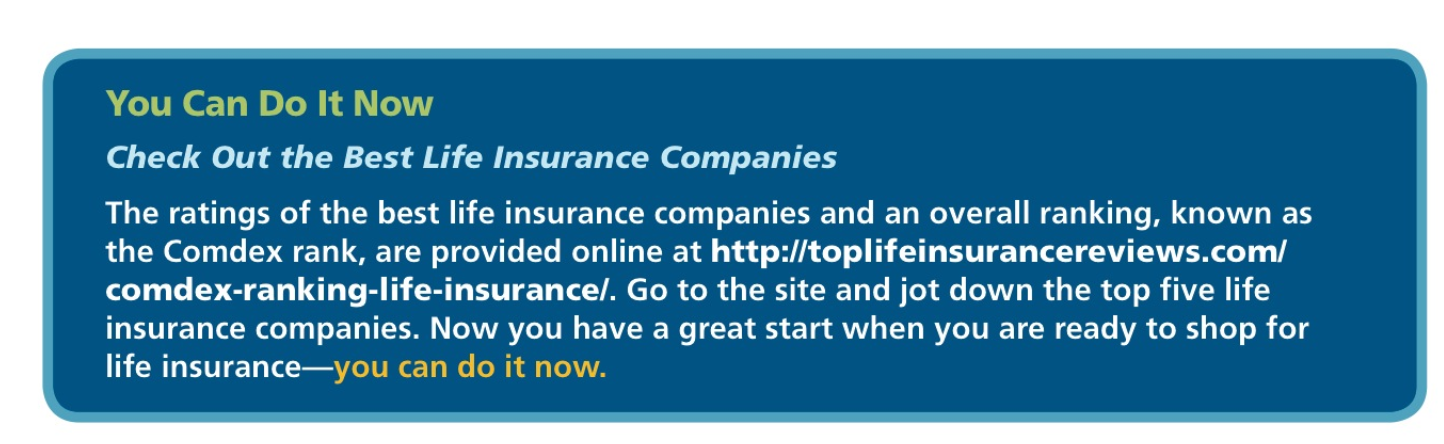 You Can Do It Now
Check Out the Best Life Insurance Companies
The ratings of the best life insurance companies and an overall ranking, known as
the Comdex rank, are provided online at http://toplifeinsurancereviews.com/
comdex-ranking-life-insurance/. Go to the site and jot down the top five life
insurance companies. Now you have a great start when you are ready to shop for
life insurance—you can do it now.